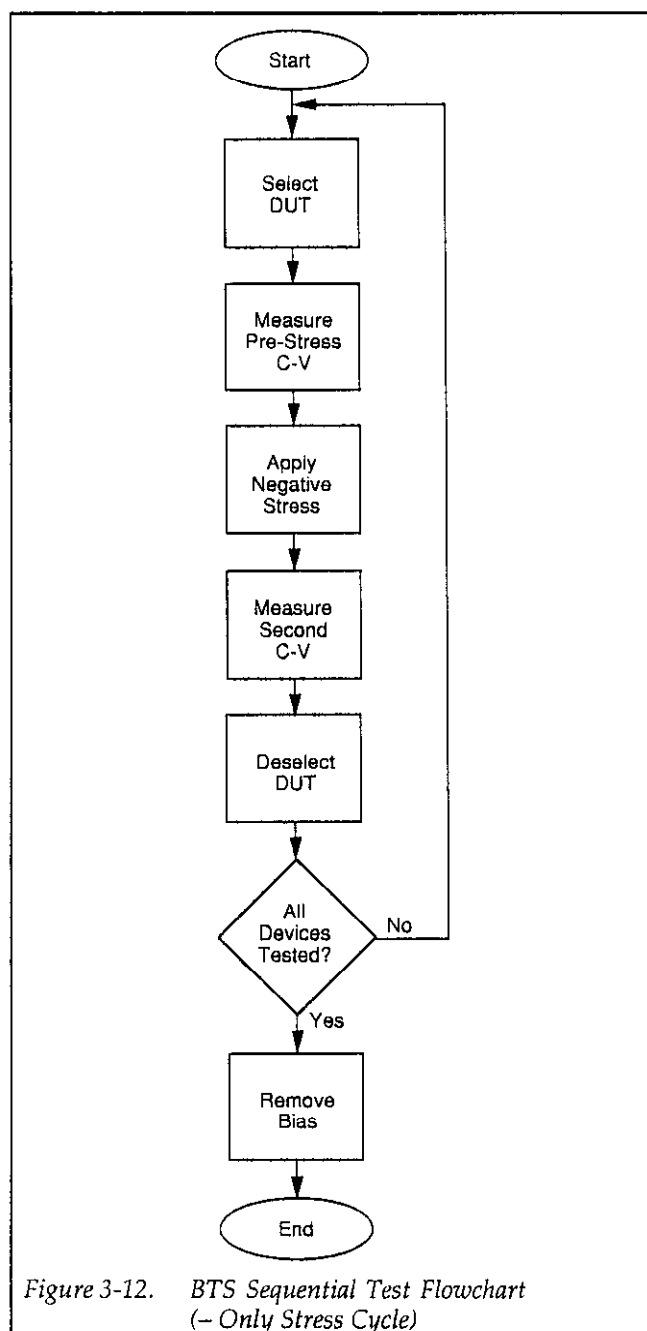 Start
Select
DUT
Measure
Pre-Stress
C-V
Apply
Negative
Stress
Measure
Second
C-V
Deselect
DUT
All
Devices
Tested?
No
Yes
Remove
Bias
End
Figure 3-12. BTS Sequential Test Flowchart
(– Only Stress Cycle)